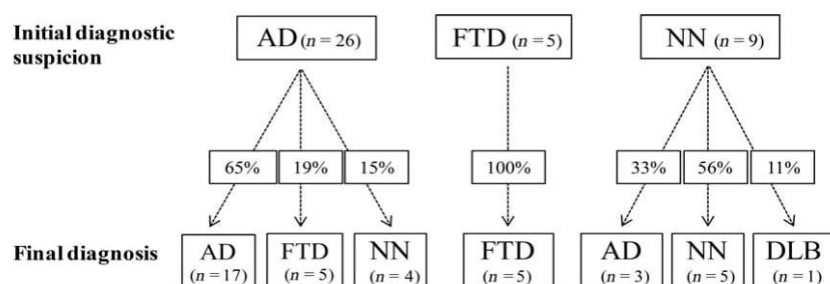 Initial diagnostic
suspicion
AD (n = 26)
FTD (n = 5)
NN (n = 9)
65%
19%
15%
100%
33%
56%
11%
Final diagnosis
AD
(n = 17)
FTD
(n = 5)
NN
(n = 4)
FTD
(n = 5)
AD
(n = 3)
NN
(n = 5)
DLB
(n = 1)